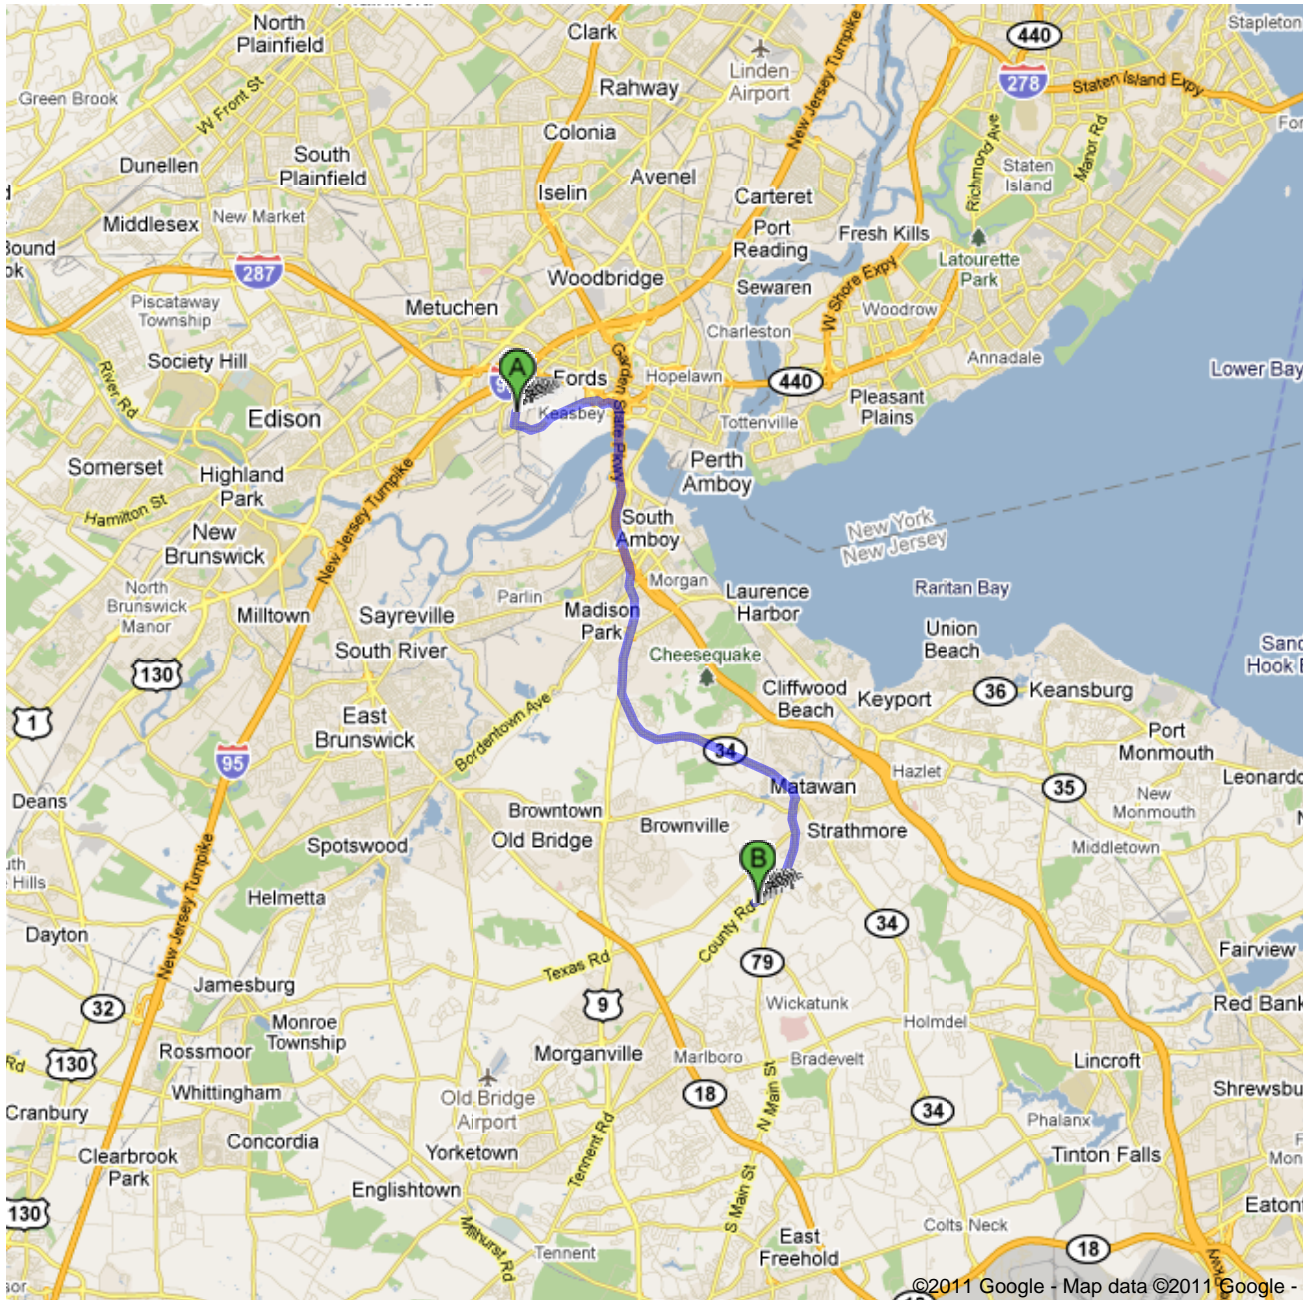 North
Plainfield
Clark
440
Stapleton
Linden
Airport
278
Staten Island Expy
Rahway
New Jersey Turnpike
Green Brook
W Front St
Colonia
Richmond Ave
Manor Rd
Dunellen
South
Plainfield
Avenel
Staten
Island
Iselin
Carteret
Middlesex
New Market
Port
Reading
Fresh Kills
Latourette
Park
287
Woodbridge
Sewaren
W Shore Expy
Piscataway
Township
Metuchen
Charleston
Woodrow
Society Hill
Garden State Pkwy
Annadale
A
Fords
Hopelawn
440
Lower Bay
River Rd
Keasbey
Pleasant
Plains
Edison
Tottenville
Somerset
Highland
Park
Perth
Amboy
Hamilton St
New Jersey Turnpike
New
Brunswick
South
Amboy
New York
New Jersey
North
Brunswick
Manor
Parlin
Morgan
Laurence
Harbor
Raritan Bay
Milltown
Sayreville
Madison
Park
Union
Beach
South River
Cheesequake
130
Cliffwood
Beach
Keyport
36
Keansburg
1
East
Brunswick
Bordentown Ave
Port
Monmouth
95
34
Hazlet
Matawan
35
Deans
New
Monmouth
Browntown
Brownville
Strathmore
Old Bridge
Spotswood
Middletown
B
Helmetta
New Jersey Turnpike
County Rd
34
Dayton
Texas Rd
79
Fairview
Jamesburg
32
9
Wickatunk
Red Bank
Monroe
Township
Holmdel
Rossmoor
Morganville
Marlboro
Bradevelt
Lincroft
130
Whittingham
Old Bridge
Airport
18
N Main St
34
Cranbury
Phalanx
Tennent Rd
Concordia
Yorketown
Tinton Falls
Clearbrook
Park
Englishtown
S Main St
130
Millhurst Rd
Tennent
East
Freehold
Colts Neck
18
©2011 Google - Map data ©2011 Google -